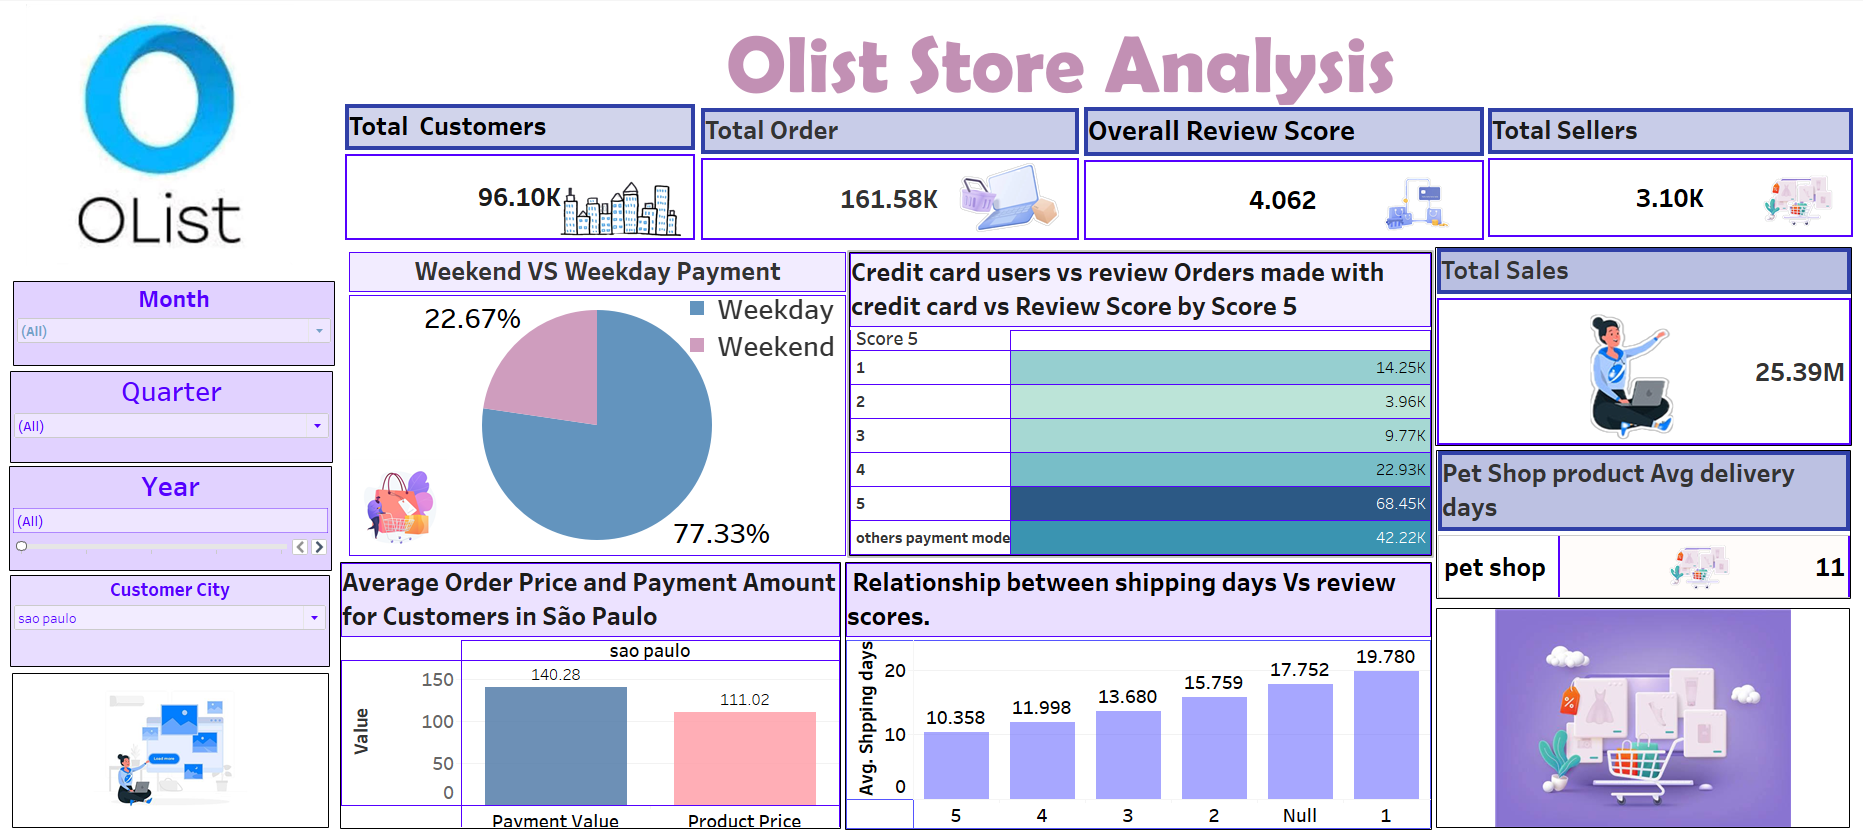 OList
Olist Store Analysis
Total Customers
96.10K
Total Order
161.58K
Overall Review Score
4.062
Total Sellers
3.10K
Month
(All)
Quarter
(All)
Year
(All)
Customer City
sao paulo
Weekend VS Weekday Payment
Weekday
Weekend
22.67%
77.33%
Credit card users vs review Orders made with
credit card vs Review Score by Score 5
Score 5
1 14.25K
2 3.96K
3 9.77K
4 22.93K
5 68.45K
others payment mode 42.22K
Total Sales
25.39M
Pet Shop product Avg delivery
days
pet shop 11
Average Order Price and Payment Amount
for Customers in São Paulo
sao paulo
Value
150
100
50
0
140.28
111.02
Payment Value
Product Price
Relationship between shipping days Vs review
scores.
Avg. Shpping days
20
10
0
10.358
11.998
13.680
15.759
17.752
19.780
5
4
3
2
Null
1